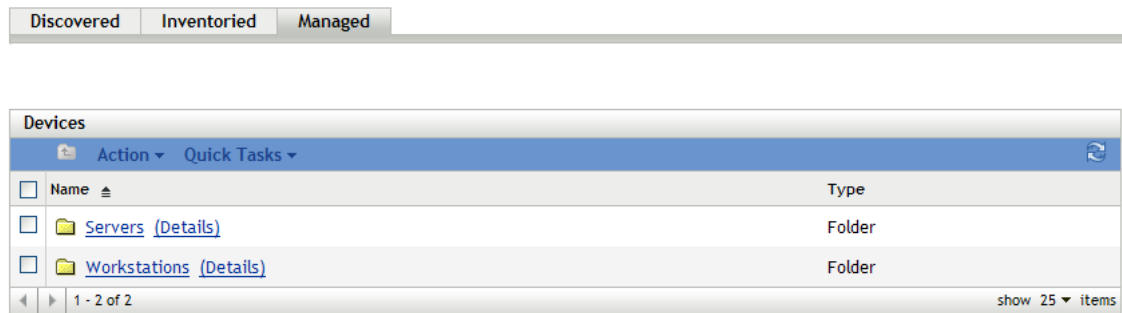 Discovered Inventoried Managed
Devices
Action Quick Tasks
Name Type
Servers (Details) Folder
Workstations (Details) Folder
1 - 2 of 2 show 25 items